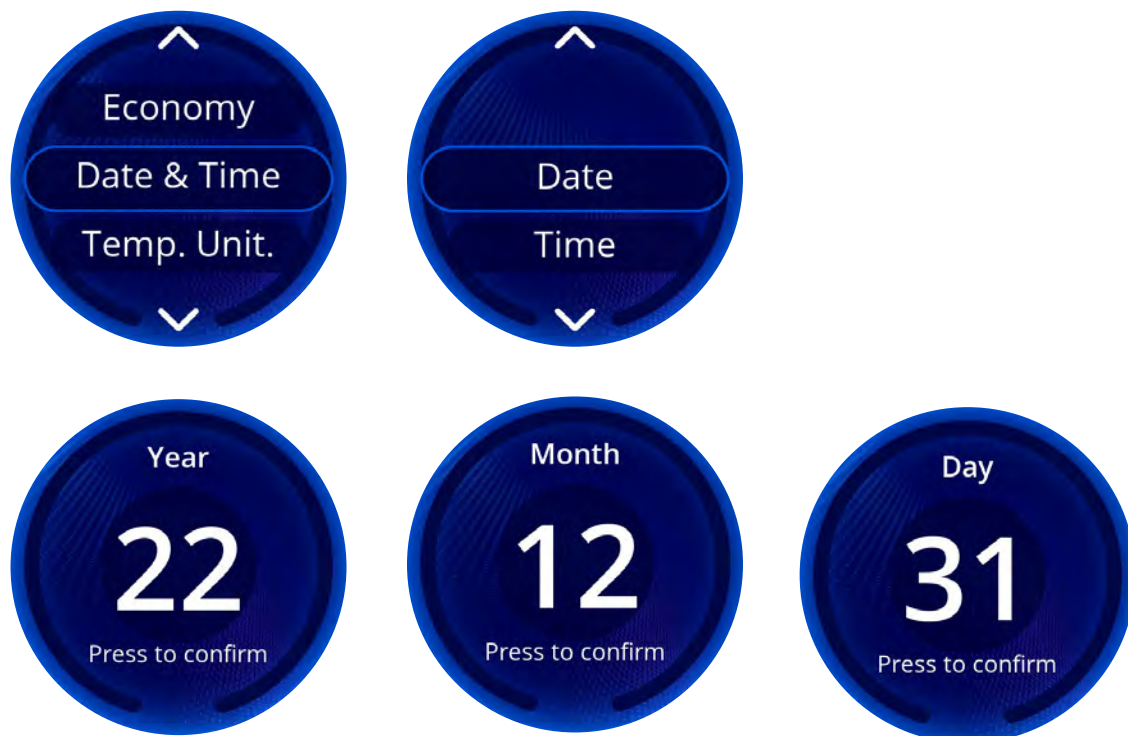 Economy
Date & Time
Temp. Unit.
Date
Time
Year
22
Press to confirm
Month
12
Press to confirm
Day
31
Press to confirm